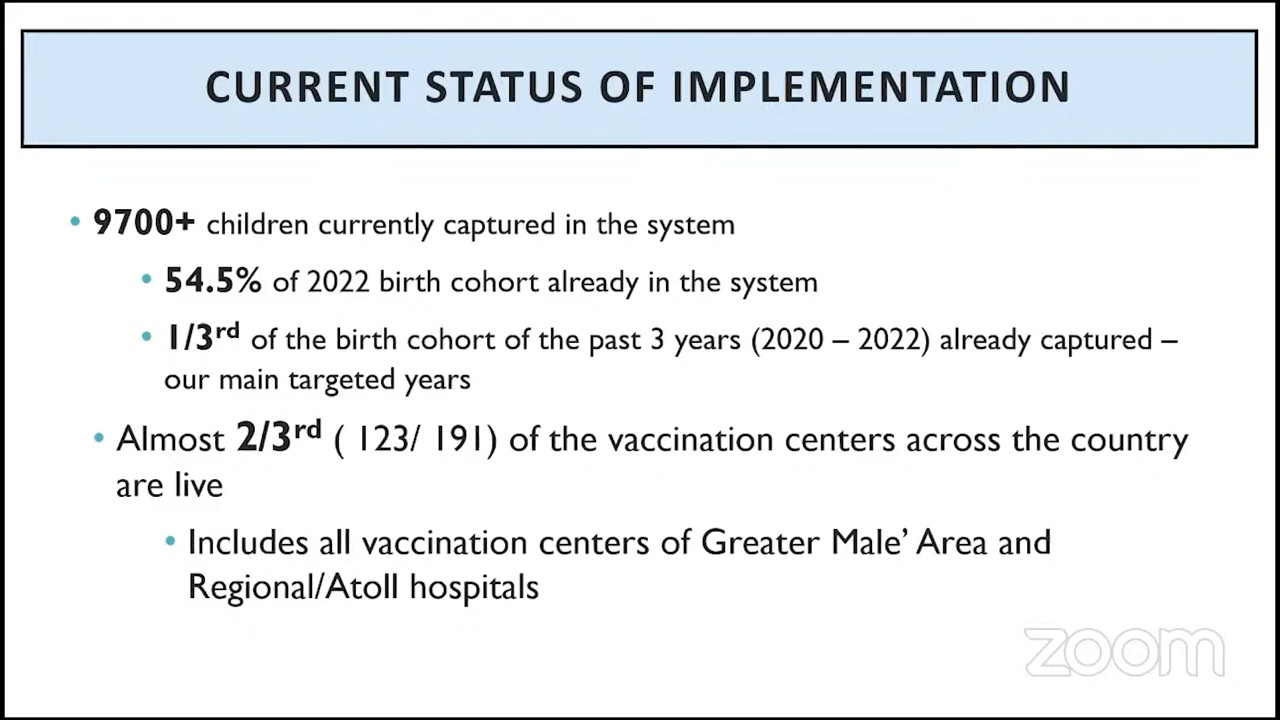 CURRENT STATUS OF IMPLEMENTATION
• 9700+ children currently captured in the system
• 54.5% of 2022 birth cohort already in the system
• 1/3rd of the birth cohort of the past 3 years (2020 – 2022) already captured –
our main targeted years
• Almost 2/3rd ( 123/ 191) of the vaccination centers across the country
are live
• Includes all vaccination centers of Greater Male’ Area and
Regional/Atoll hospitals
zoom